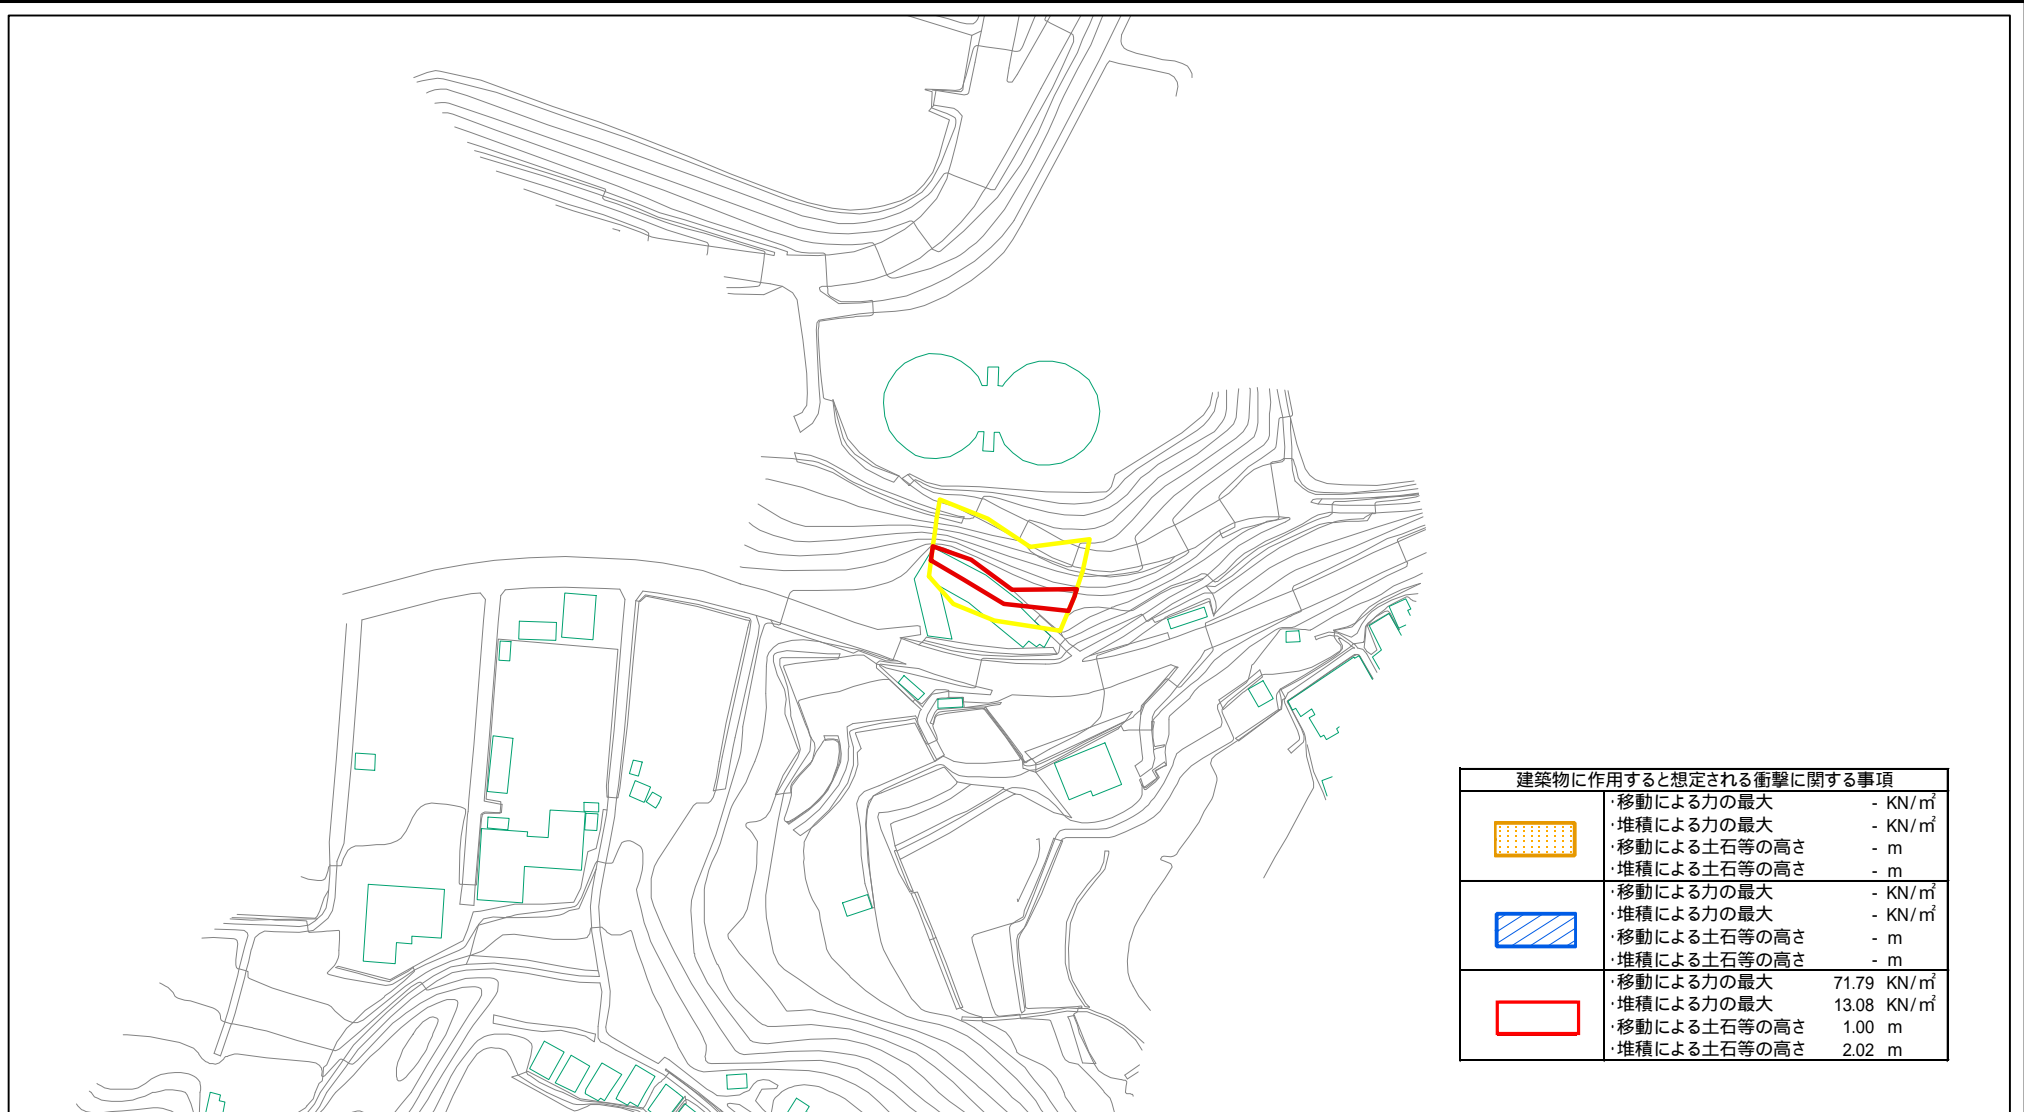 建築物に作用すると想定される衝撃に関する事項
・移動による力の最大 - KN/㎡
・堆積による力の最大 - KN/㎡
・移動による土石等の高さ - m
・堆積による土石等の高さ - m
・移動による力の最大 - KN/㎡
・堆積による力の最大 - KN/㎡
・移動による土石等の高さ - m
・堆積による土石等の高さ - m
・移動による力の最大 71.79 KN/㎡
・堆積による力の最大 13.08 KN/㎡
・移動による土石等の高さ 1.00 m
・堆積による土石等の高さ 2.02 m